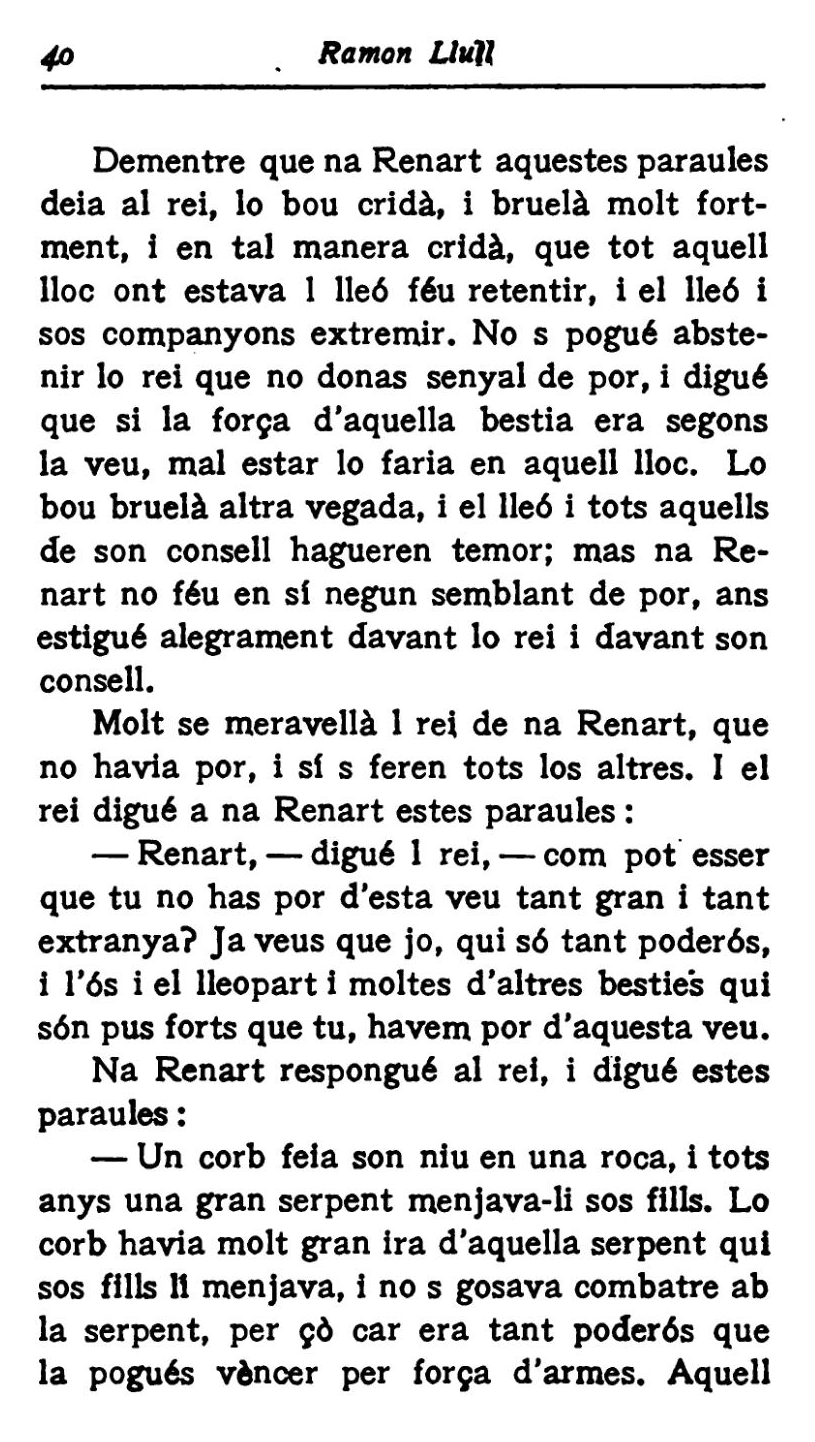 40 Ramon Llull
Dementre que na Renart aquestes paraules
deia al rei, lo bou cridà, i bruelà molt fort-
ment, i en tal manera cridà, que tot aquell
lloc ont estava l lleó féu retentir, i el lleó i
sos companyons extremir. No s pogué abste-
nir lo rei que no donas senyal de por, i digué
que si la força d'aquella bestia era segons
la veu, mal estar lo faria en aquell lloc. Lo
bou bruelà altra vegada, i el lleó i tots aquells
de son consell hagueren temor; mas na Re-
nart no féu en sí negun semblant de por, ans
estigué alegrament davant lo rei i davant son
consell.
Molt se meravellà l rei de na Renart, que
no havia por, i sí s feren tots los altres. I el
rei digué a na Renart estes paraules:
— Renart, — digué l rei, — com pot esser
que tu no has por d'esta veu tant gran i tant
extranya? Ja veus que jo, qui só tant poderós,
i l'ós i el lleopart i moltes d'altres besties qui
són pus forts que tu, havem por d'aquesta veu.
Na Renart respongué al rei, i digué estes
paraules:
— Un corb feia son niu en una roca, i tots
anys una gran serpent menjava-li sos fills. Lo
corb havia molt gran ira d'aquella serpent qui
sos fills li menjava, i no s gosava combatre ab
la serpent, per çò car era tant poderós que
la pogués vèncer per força d'armes. Aquell